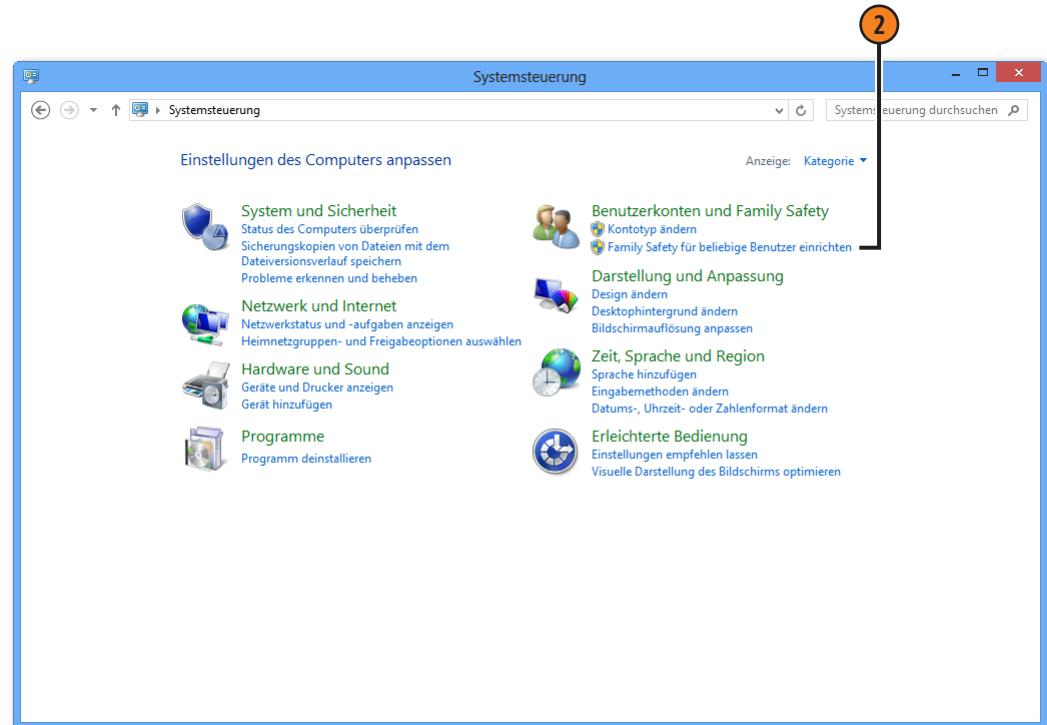 2
Systemsteuerung
Systemsteuerung
Systemsteuerung durchsuchen
Einstellungen des Computers anpassen
Anzeige: Kategorie
System und Sicherheit
Status des Computers überprüfen
Sicherungskopien von Dateien mit dem
Dateiversionsverlauf speichern
Probleme erkennen und beheben
Netzwerk und Internet
Netzwerkstatus und -aufgaben anzeigen
Heimnetzgruppen- und Freigabeoptionen auswählen
Hardware und Sound
Geräte und Drucker anzeigen
Gerät hinzufügen
Programme
Programm deinstallieren
Benutzerkonten und Family Safety
Kontotyp ändern
Family Safety für beliebige Benutzer einrichten
Darstellung und Anpassung
Design ändern
Desktophintergrund ändern
Bildschirmauflösung anpassen
Zeit, Sprache und Region
Sprache hinzufügen
Eingabemethoden ändern
Datums-, Uhrzeit- oder Zahlenformat ändern
Erleichterte Bedienung
Einstellungen empfehlen lassen
Visuelle Darstellung des Bildschirms optimieren